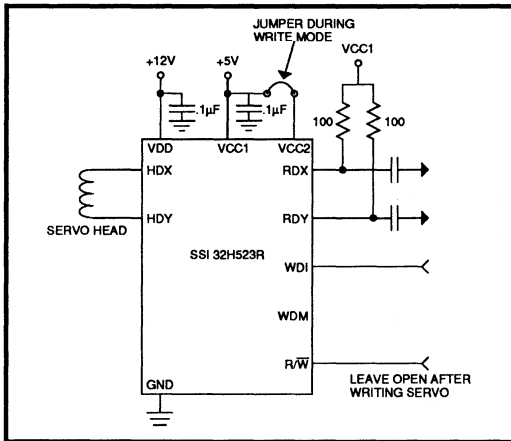 JUMPER DURING
WRITE MODE
+12V
+5V
VCC1
.1µF
.1µF
100
100
VDD
VCC1
VCC2
HDX
RDX
HDY
RDY
SERVO HEAD
SSI 32H523R
WDI
WDM
R/W̅
LEAVE OPEN AFTER
WRITING SERVO
GND